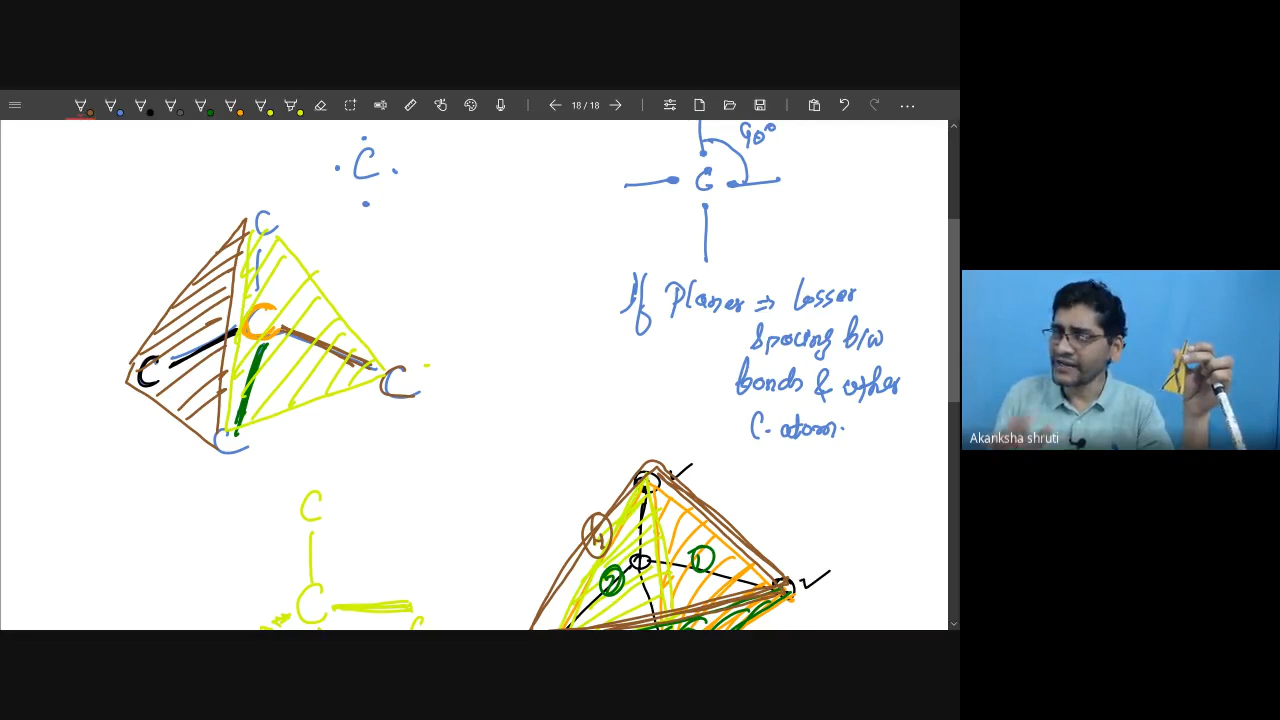 18 / 18
C
90°
C
C
C
C
C
C
If Planar ⇒ Lesser
Spacing b/w
bonds & other
C-atom.
Akanksha shruti
C
C
4
1
2